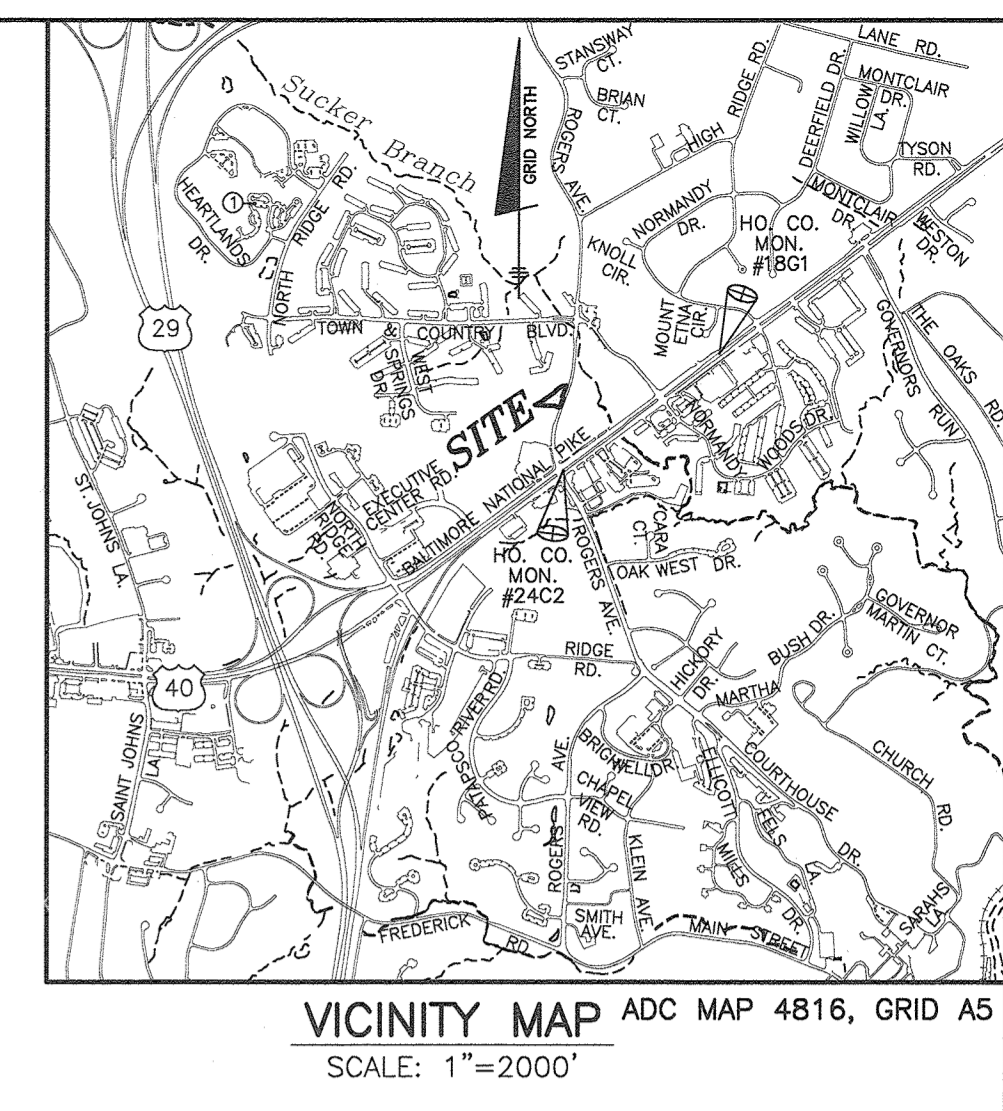 LANE RD.
STANSWAY
CT.
BRIAN
CT.
RIDGE RD.
HIGH
DEERFIELD DR.
MONTCLAIR
DR.
WILLOW
LA.
TYSON
RD.
Sucker Branch
GRID NORTH
ROGERS AVE.
HEARTLANDS
DR.
1
NORTH RIDGE RD.
NORMANDY
DR.
MONTCLAIR
DR.
WESTON
DR.
HO. CO.
MON.
#18G1
KNOLL
CIR.
MOUNT
ETNA
CIR.
GOVERNORS RUN
THE OAKS RD.
29
TOWN & COUNTRY BLVD.
WEST
SPRINGS
DR.
SITE
NORMANDY
WOODS DR.
ST. JOHNS LA.
EXECUTIVE
CENTER RD.
NORTH
RIDGE
RD
BALTIMORE NATIONAL PIKE
HO. CO.
MON.
#24C2
ROGERS AVE.
CARA
CT.
OAK WEST DR.
GOVERNOR
MARTIN
CT.
MARTHA BUSH DR.
HICKORY
DR.
RIDGE
RD.
40
SAINT JOHNS
LA.
PATAPSCO RIVER RD.
ROGERS AVE.
BRIGHWELL DR.
CHAPEL
VIEW
RD.
KLEIN AVE.
ELLICOTT
MILLS
DR.
COURTHOUSE
DR.
FELS
LA.
CHURCH
RD.
SARAHS
LA.
SMITH
AVE.
FREDERICK RD.
MAIN STREET
VICINITY MAP
ADC MAP 4816, GRID A5
SCALE: 1"=2000'